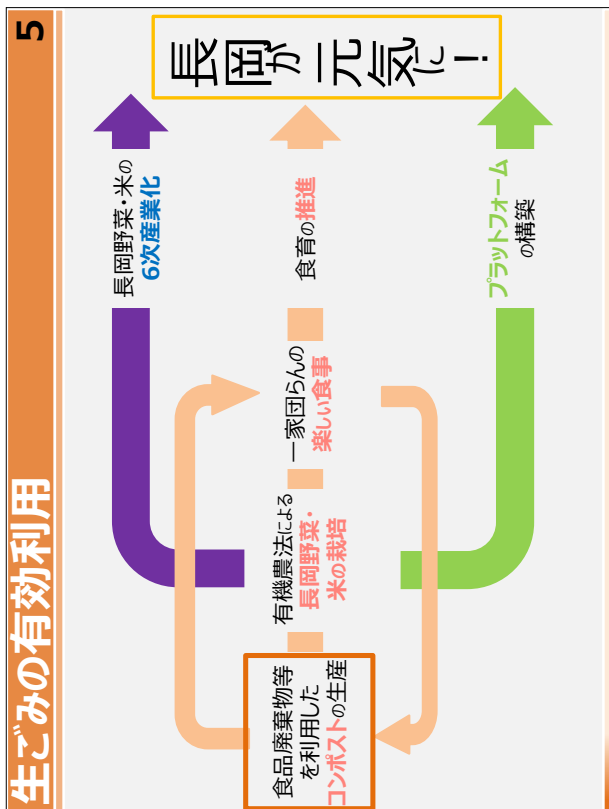 生ごみの有効利用
5
長岡野菜・米の
6次産業化
食品廃棄物等
を利用した
コンポストの生産
有機農法による
長岡野菜・
米の栽培
一家団らんの
楽しい食事
食育の推進
プラットフォーム
の構築
長岡が元気に!